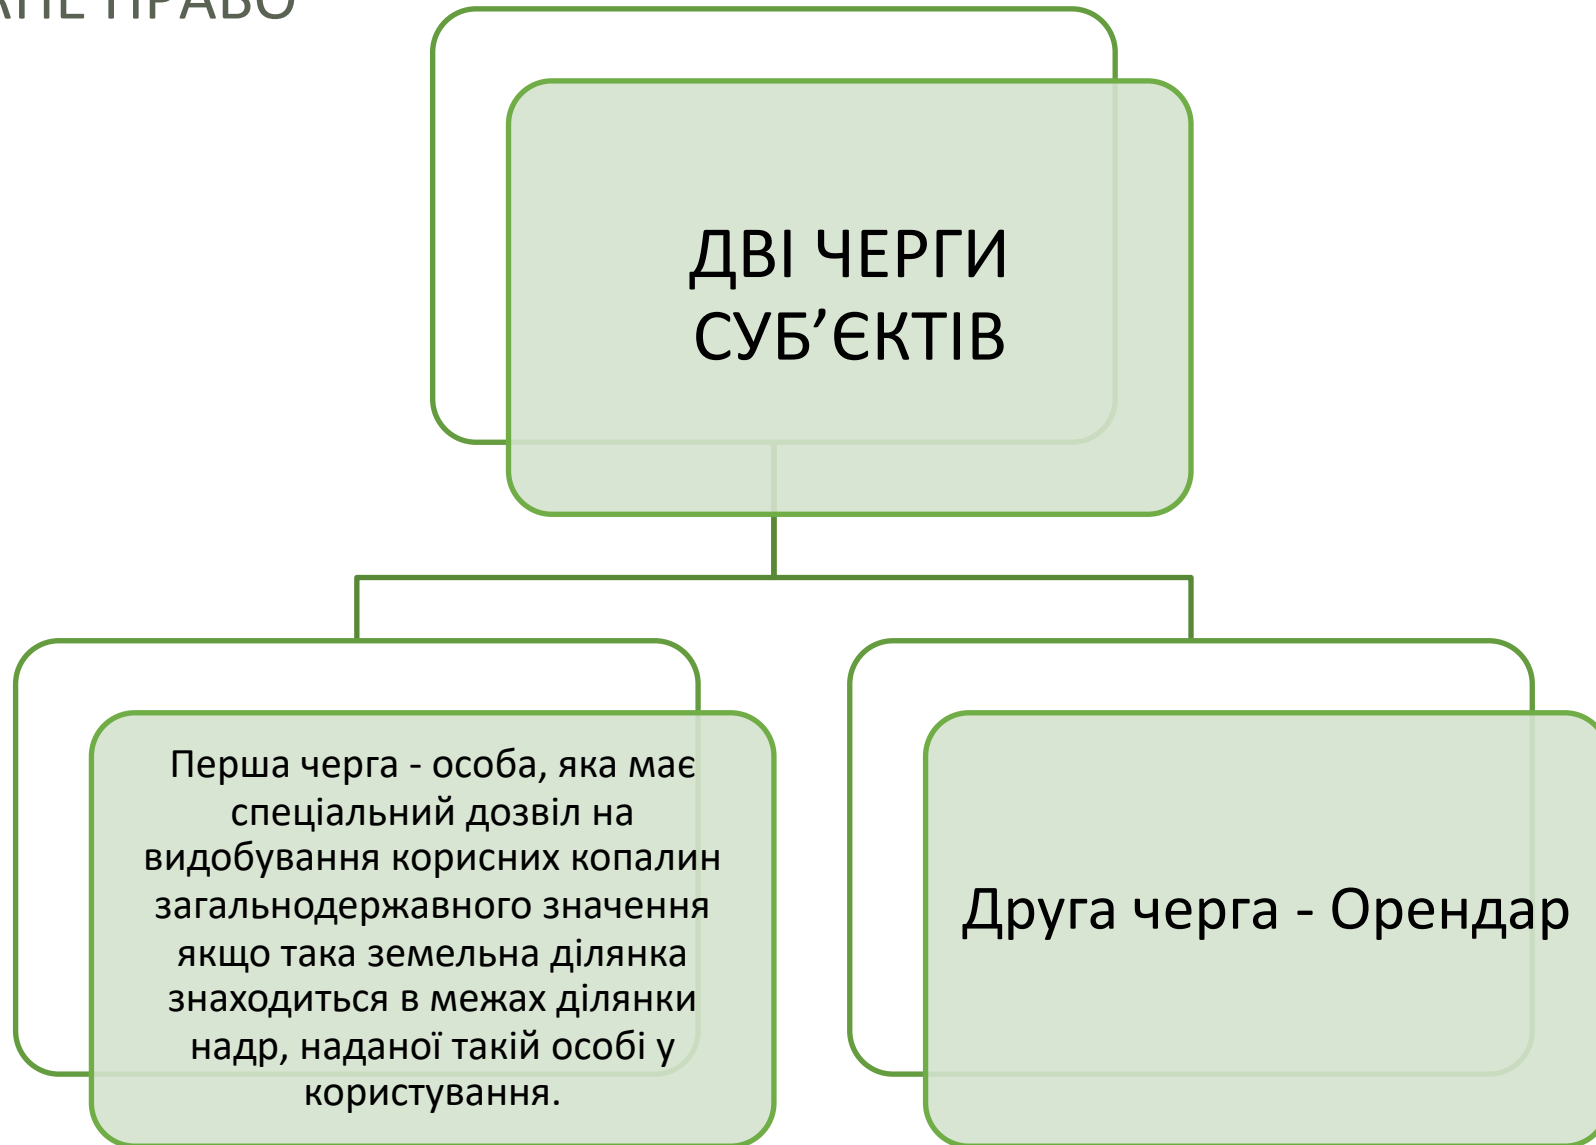 ПРАВО
ДВІ ЧЕРГИ
СУБ’ЄКТІВ
Перша черга - особа, яка має
спеціальний дозвіл на
видобування корисних копалин
загальнодержавного значення
якщо така земельна ділянка
знаходиться в межах ділянки
надр, наданої такій особі у
користування.
Друга черга - Орендар